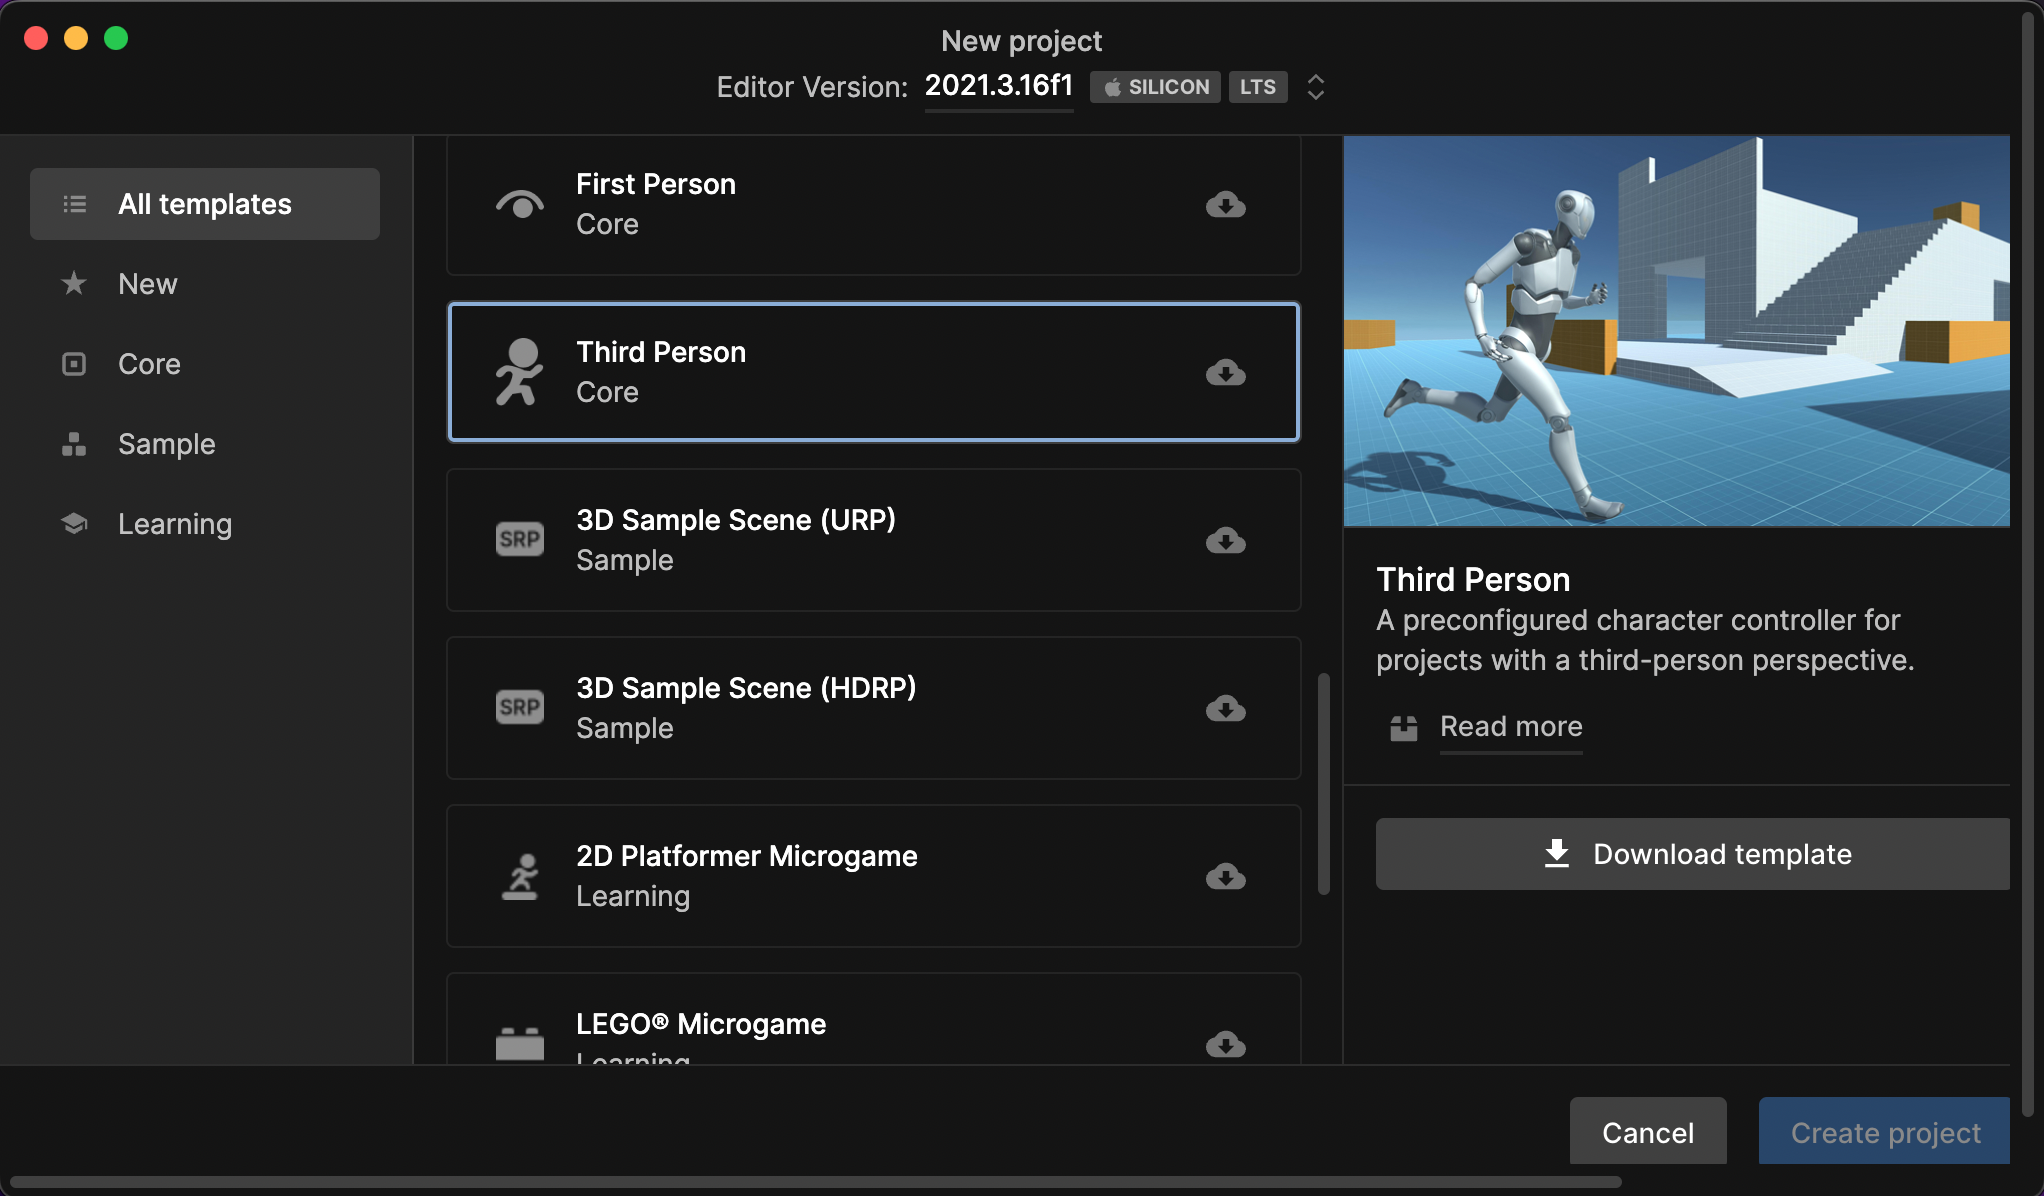 New project
Editor Version: 2021.3.16f1 SILICON LTS
All templates
New
Core
Sample
Learning
First Person
Core
Third Person
Core
SRP
3D Sample Scene (URP)
Sample
SRP
3D Sample Scene (HDRP)
Sample
2D Platformer Microgame
Learning
LEGO® Microgame
Learning
Third Person
A preconfigured character controller for
projects with a third-person perspective.
Read more
Download template
Cancel
Create project